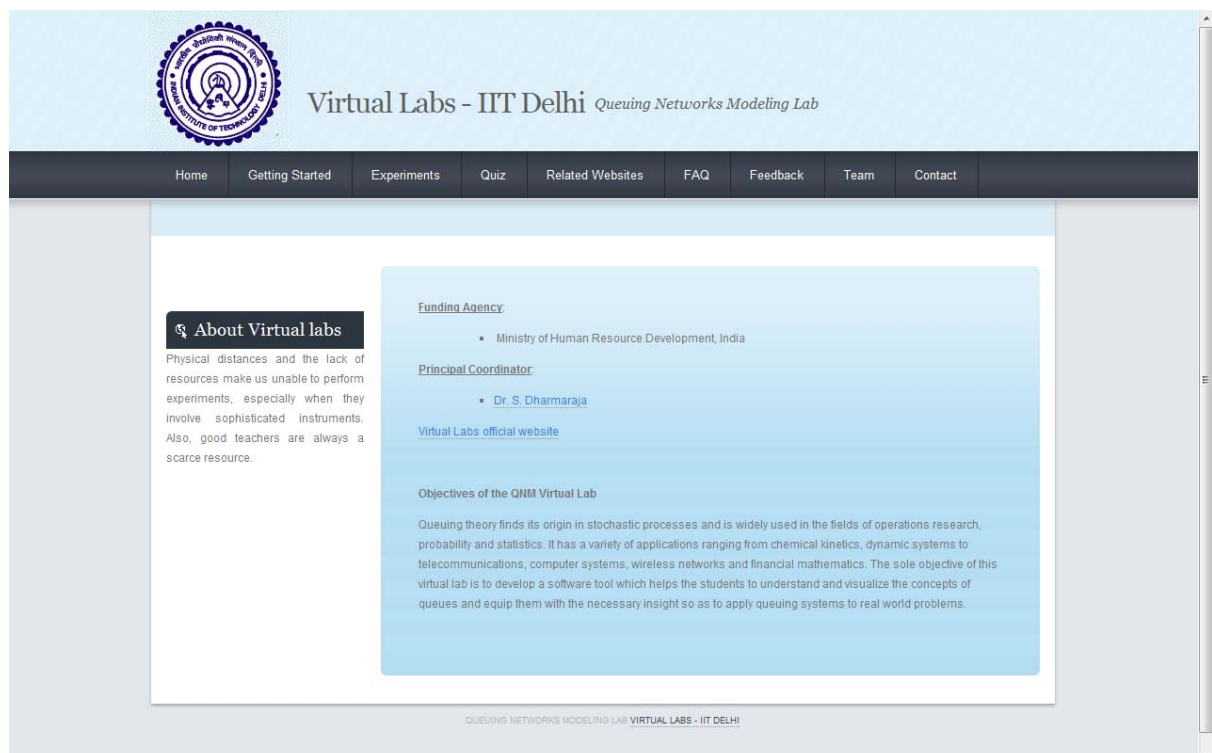 भारतीय प्रौद्योगिकी संस्थान दिल्ली
INDIAN INSTITUTE OF TECHNOLOGY DELHI
Virtual Labs - IIT Delhi Queuing Networks Modeling Lab
Home Getting Started Experiments Quiz Related Websites FAQ Feedback Team Contact
About Virtual labs
Physical distances and the lack of
resources make us unable to perform
experiments, especially when they
involve sophisticated instruments.
Also, good teachers are always a
scarce resource.
Funding Agency:
▪ Ministry of Human Resource Development, India
Principal Coordinator:
▪ Dr. S. Dharmaraja
Virtual Labs official website
Objectives of the QNM Virtual Lab
Queuing theory finds its origin in stochastic processes and is widely used in the fields of operations research,
probability and statistics. It has a variety of applications ranging from chemical kinetics, dynamic systems to
telecommunications, computer systems, wireless networks and financial mathematics. The sole objective of this
virtual lab is to develop a software tool which helps the students to understand and visualize the concepts of
queues and equip them with the necessary insight so as to apply queuing systems to real world problems.
QUEUING NETWORKS MODELING LAB VIRTUAL LABS - IIT DELHI